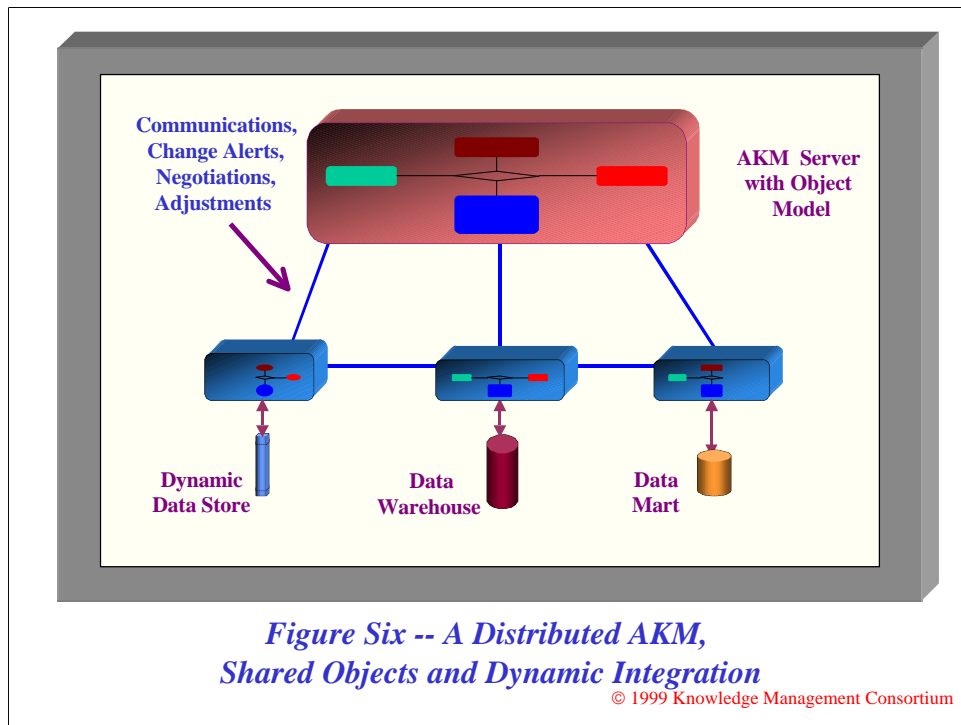 Communications,
Change Alerts,
Negotiations,
Adjustments
AKM Server
with Object
Model
Dynamic
Data Store
Data
Warehouse
Data
Mart
Figure Six -- A Distributed AKM,
Shared Objects and Dynamic Integration
© 1999 Knowledge Management Consortium